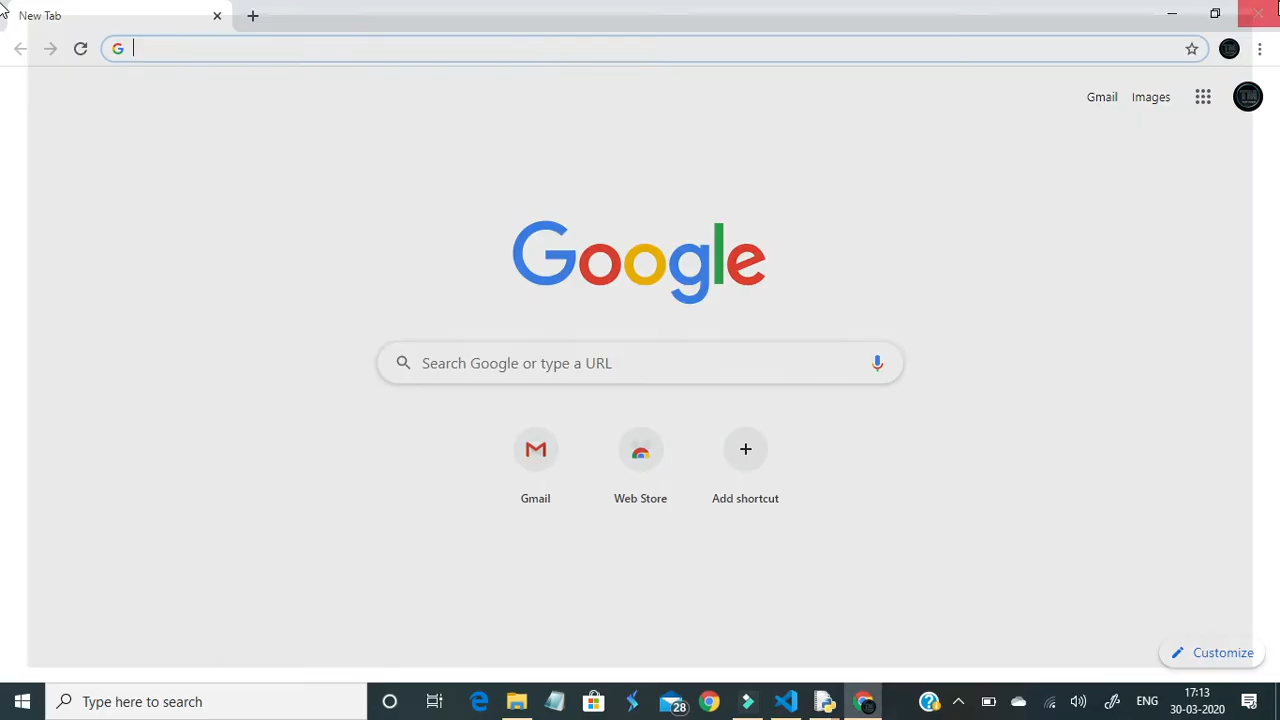 New Tab
Gmail Images
Google
Search Google or type a URL
Gmail Web Store Add shortcut
Customize
Type here to search
28
ENG
17:13
30-03-2020